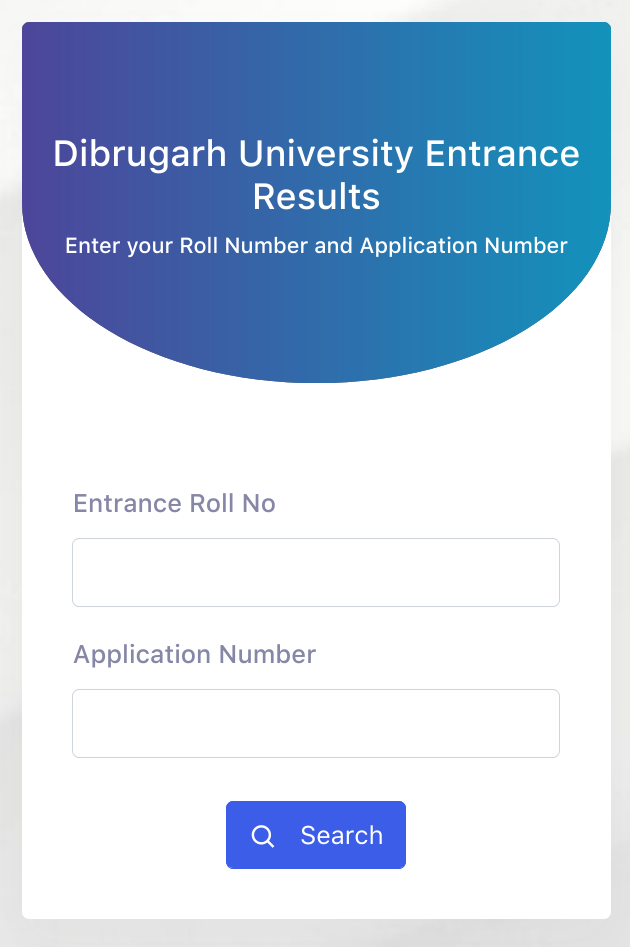 Dibrugarh University Entrance
Results
Enter your Roll Number and Application Number
Entrance Roll No
Application Number
Search